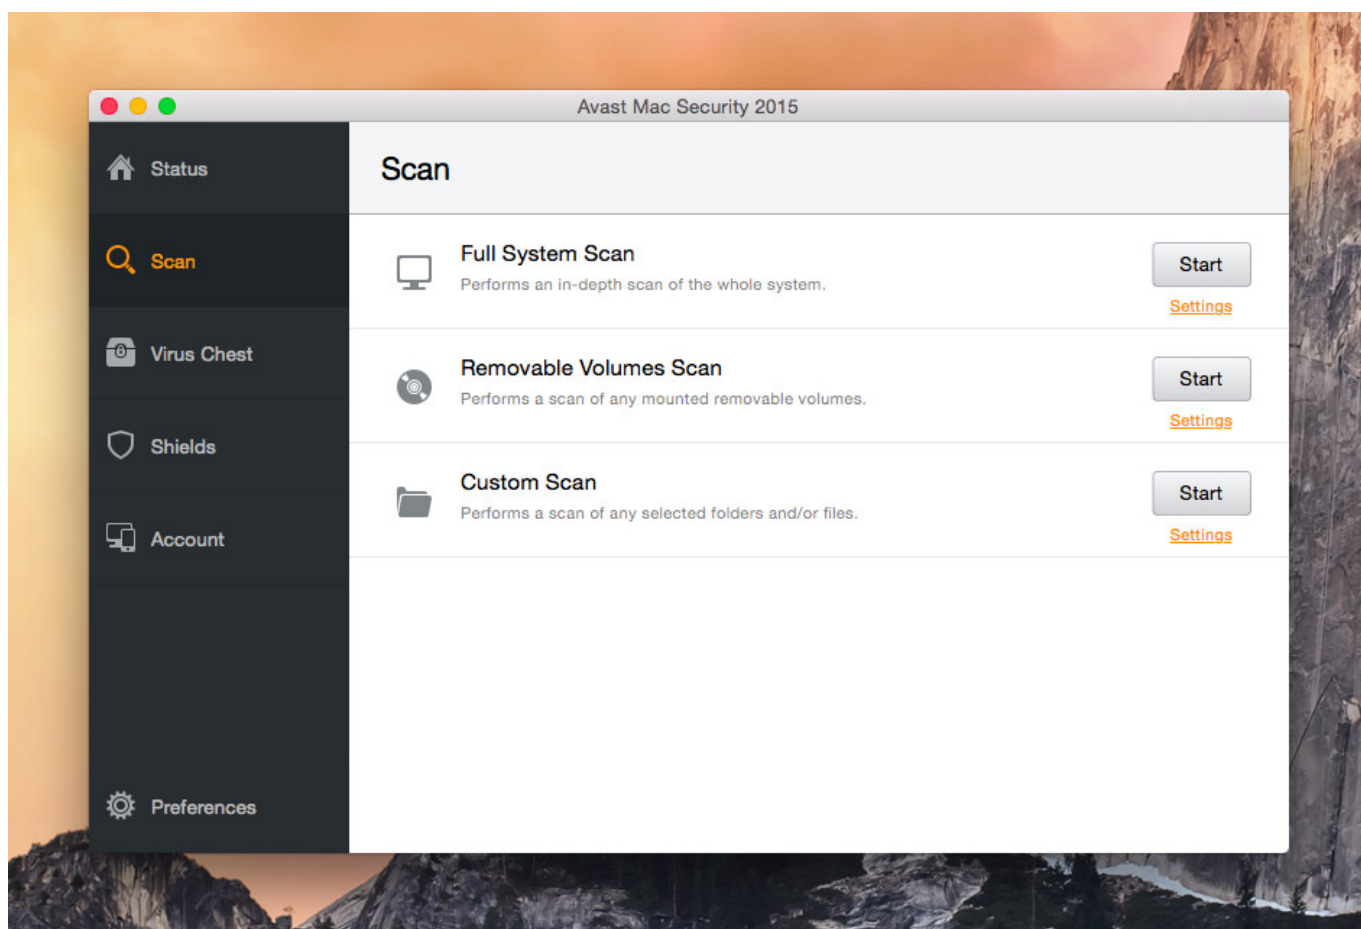 Avast Mac Security 2015
Status
Scan
Virus Chest
Shields
Account
Preferences
Scan
Full System Scan
Performs an in-depth scan of the whole system.
Start
Settings
Removable Volumes Scan
Performs a scan of any mounted removable volumes.
Start
Settings
Custom Scan
Performs a scan of any selected folders and/or files.
Start
Settings